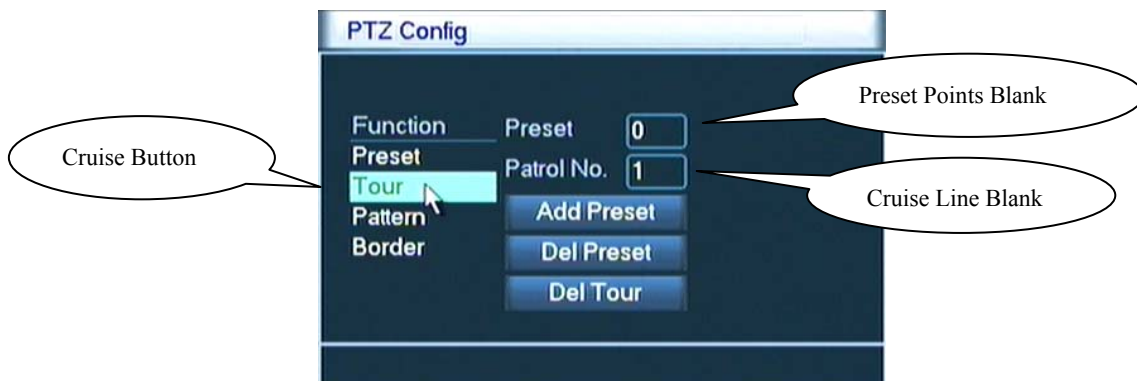 PTZ Config
Preset Points Blank
Function
Preset
0
Cruise Button
Preset
Patrol No.
1
Tour
Cruise Line Blank
Pattern
Add Preset
Border
Del Preset
Del Tour